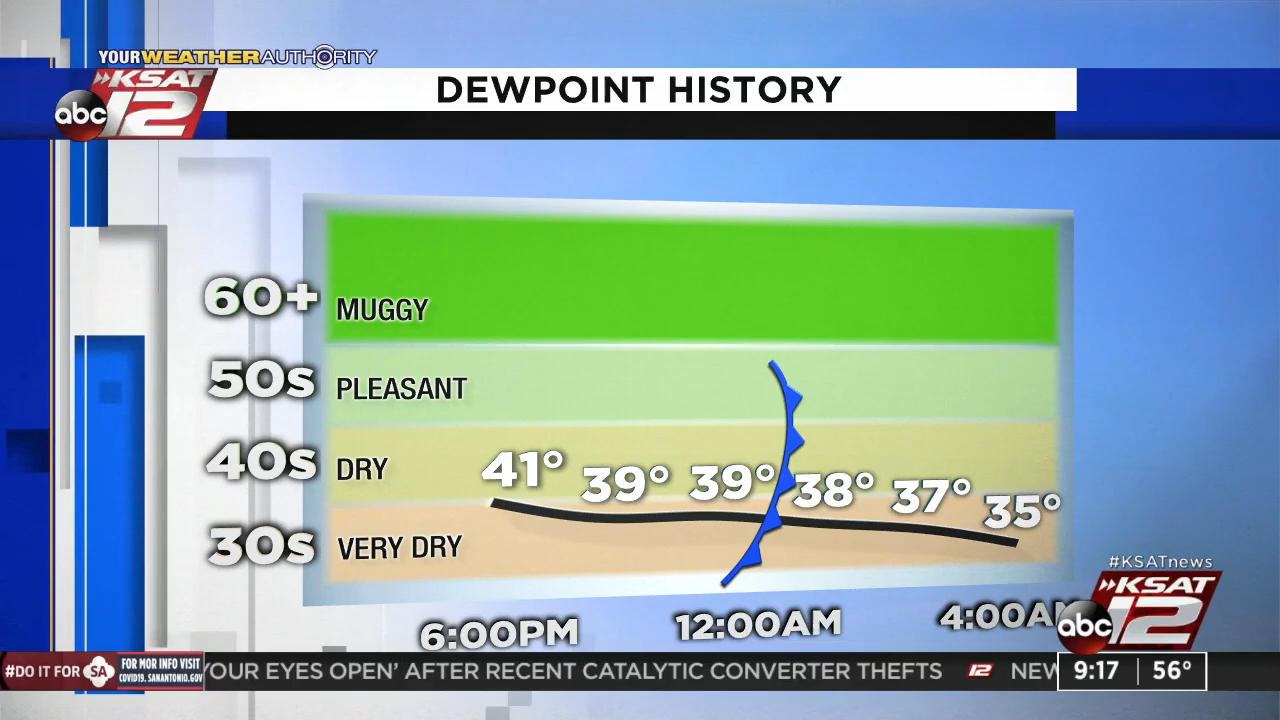 YOURWEATHERAUTHORITY
KSAT
abc 12
DEWPOINT HISTORY
60+ MUGGY
50s PLEASANT
40s DRY
41° 39° 39° 38° 37° 35°
30s VERY DRY
6:00PM 12:00AM 4:00AM
#KSATnews
KSAT
abc 12
#DO IT FOR SA
FOR MOR INFO VISIT
COVID19. SANANTONIO.GOV
YOUR EYES OPEN' AFTER RECENT CATALYTIC CONVERTER THEFTS 12 NEW
9:17 56°